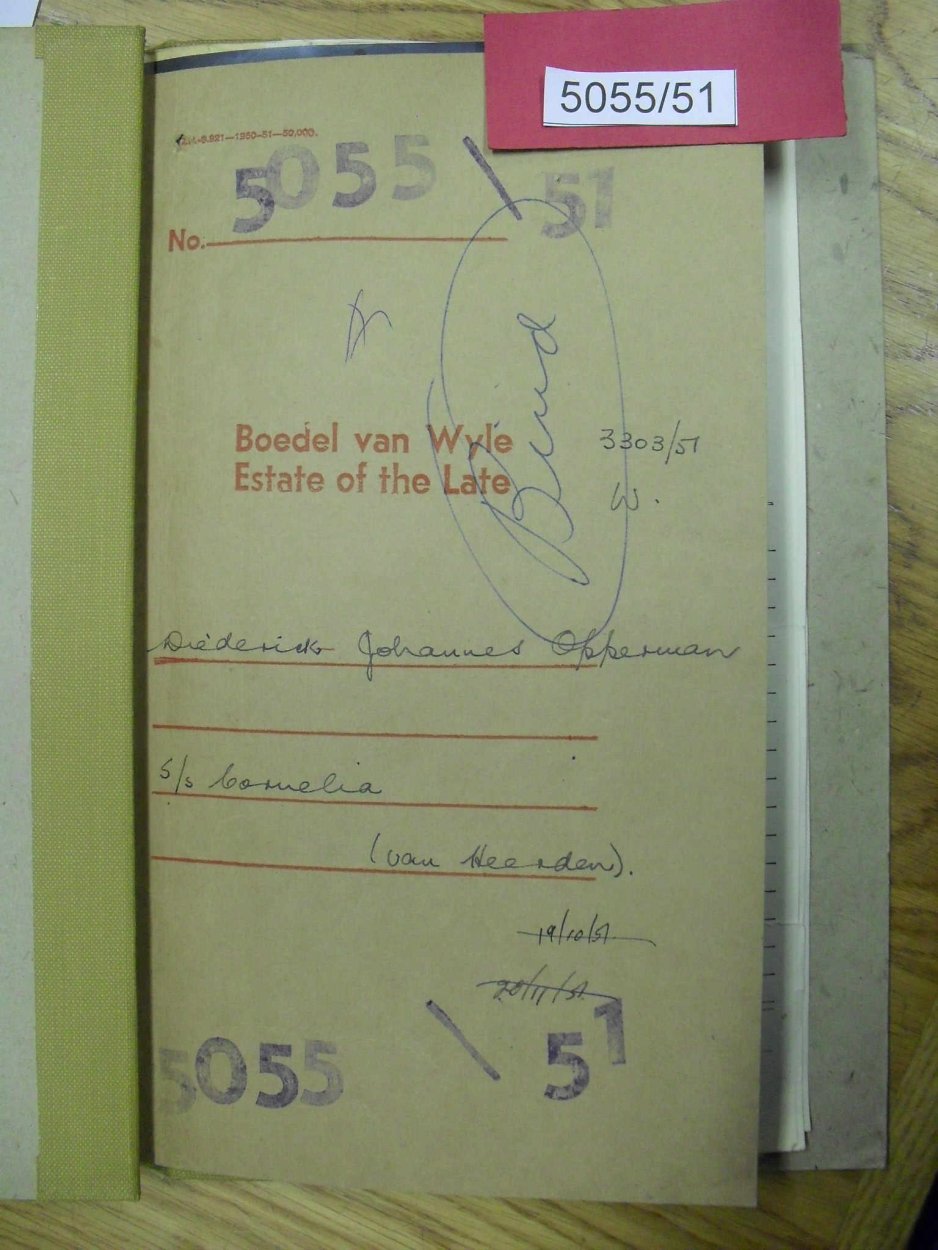 5055/51
5055/51
No.
Bind
Boedel van Wyle
Estate of the Late
3303/51
W.
Diederick Johannes Opperman
s/s Cornelia
(van Heerden).
19/10/51
20/11/51
5055/51